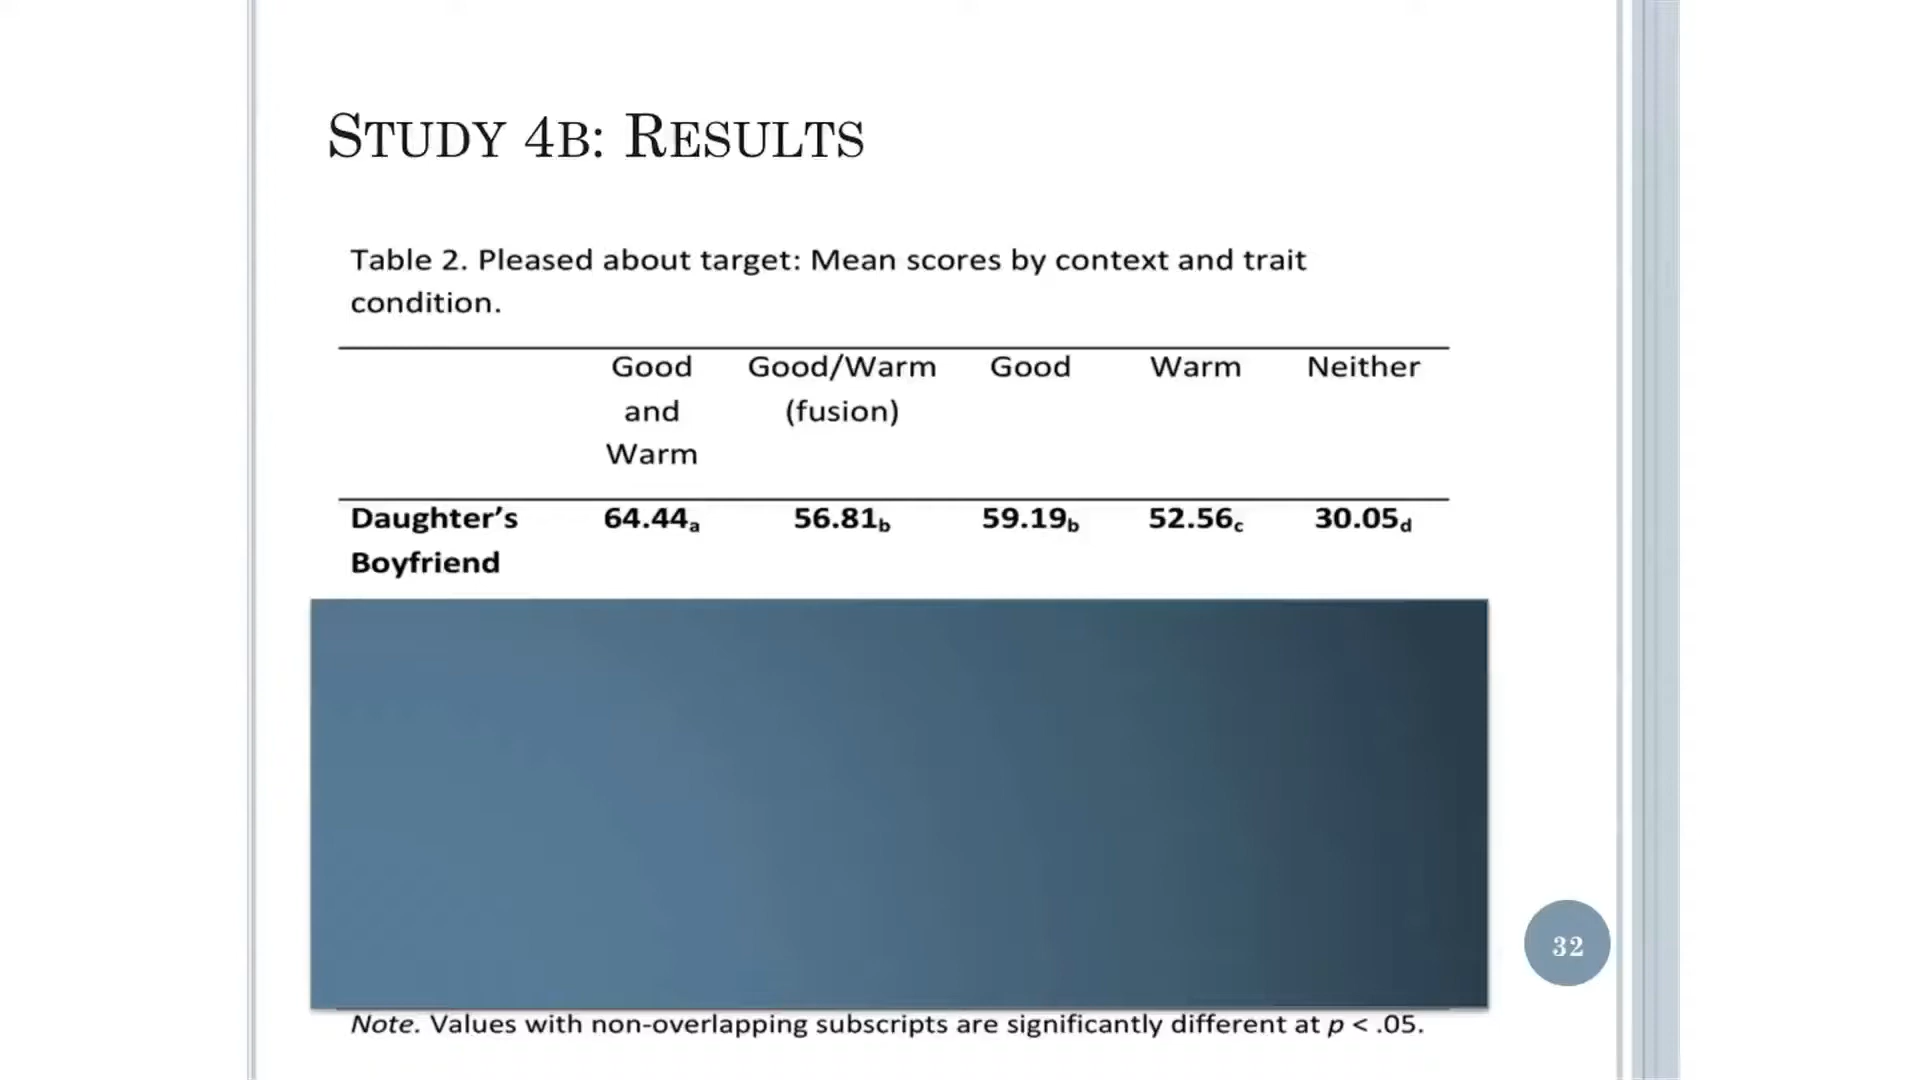 STUDY 4B: RESULTS
Table 2. Pleased about target: Mean scores by context and trait
condition.
Good Good/Warm Good Warm Neither
and (fusion)
Warm
Daughter’s 64.44a 56.81b 59.19b 52.56c 30.05d
Boyfriend
32
Note. Values with non-overlapping subscripts are significantly different at p < .05.